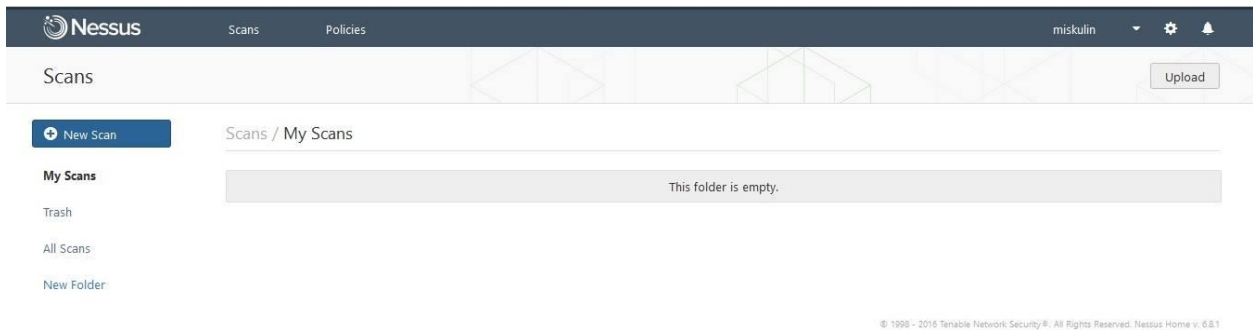 Nessus Scans Policies miskulin
Scans Upload
New Scan
Scans / My Scans
My Scans
This folder is empty.
Trash
All Scans
New Folder
© 1998 - 2016 Tenable Network Security®. All Rights Reserved. Nessus Home v. 6.8.1